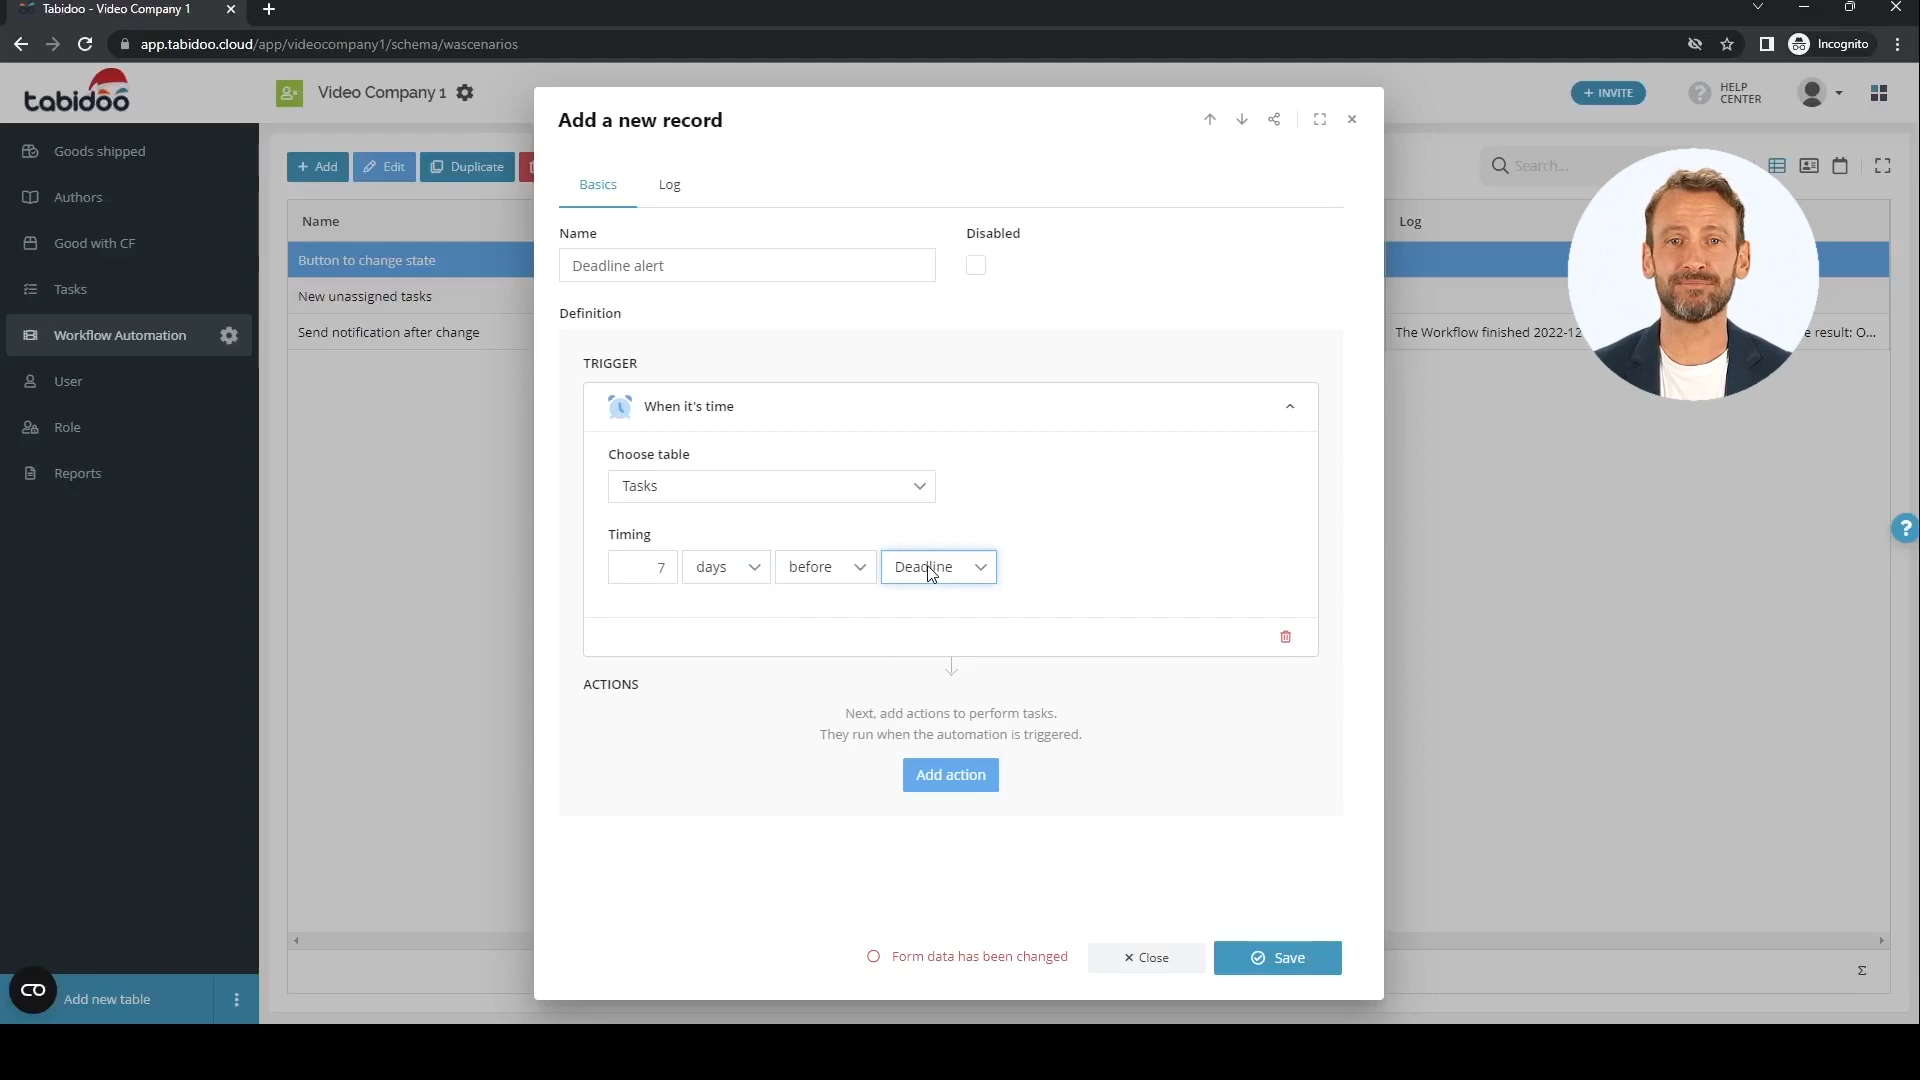 Tabidoo - Video Company 1
app.tabidoo.cloud/app/videocompany1/schema/wascenarios
Incognito
tabidoo
Video Company 1
+ INVITE
HELP CENTER
Goods shipped
Authors
Good with CF
Tasks
Workflow Automation
User
Role
Reports
Add new table
+ Add
Edit
Duplicate
Search...
Name
Log
Button to change state
New unassigned tasks
Send notification after change
The Workflow finished 2022-12
e result: O...
Add a new record
Basics
Log
Name
Disabled
Deadline alert
Definition
TRIGGER
When it's time
Choose table
Tasks
Timing
7
days
before
Deadline
ACTIONS
Next, add actions to perform tasks.
They run when the automation is triggered.
Add action
Form data has been changed
× Close
Save
Σ
?